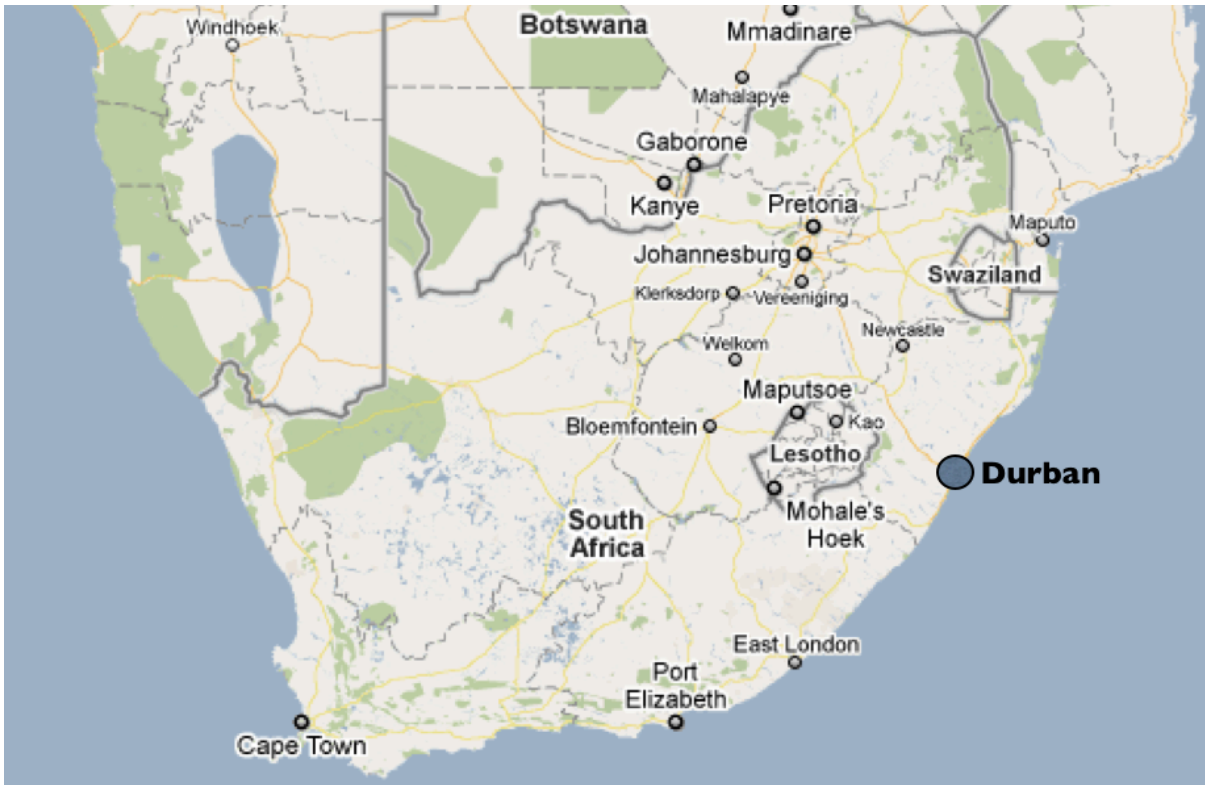 Windhoek
Botswana
Mmadinare
Mahalapye
Gaborone
Kanye
Pretoria
Maputo
Johannesburg
Swaziland
Klerksdorp
Vereeniging
Newcastle
Welkom
Maputsoe
Kao
Bloemfontein
Lesotho
Durban
Mohale's
Hoek
South
Africa
East London
Port
Elizabeth
Cape Town